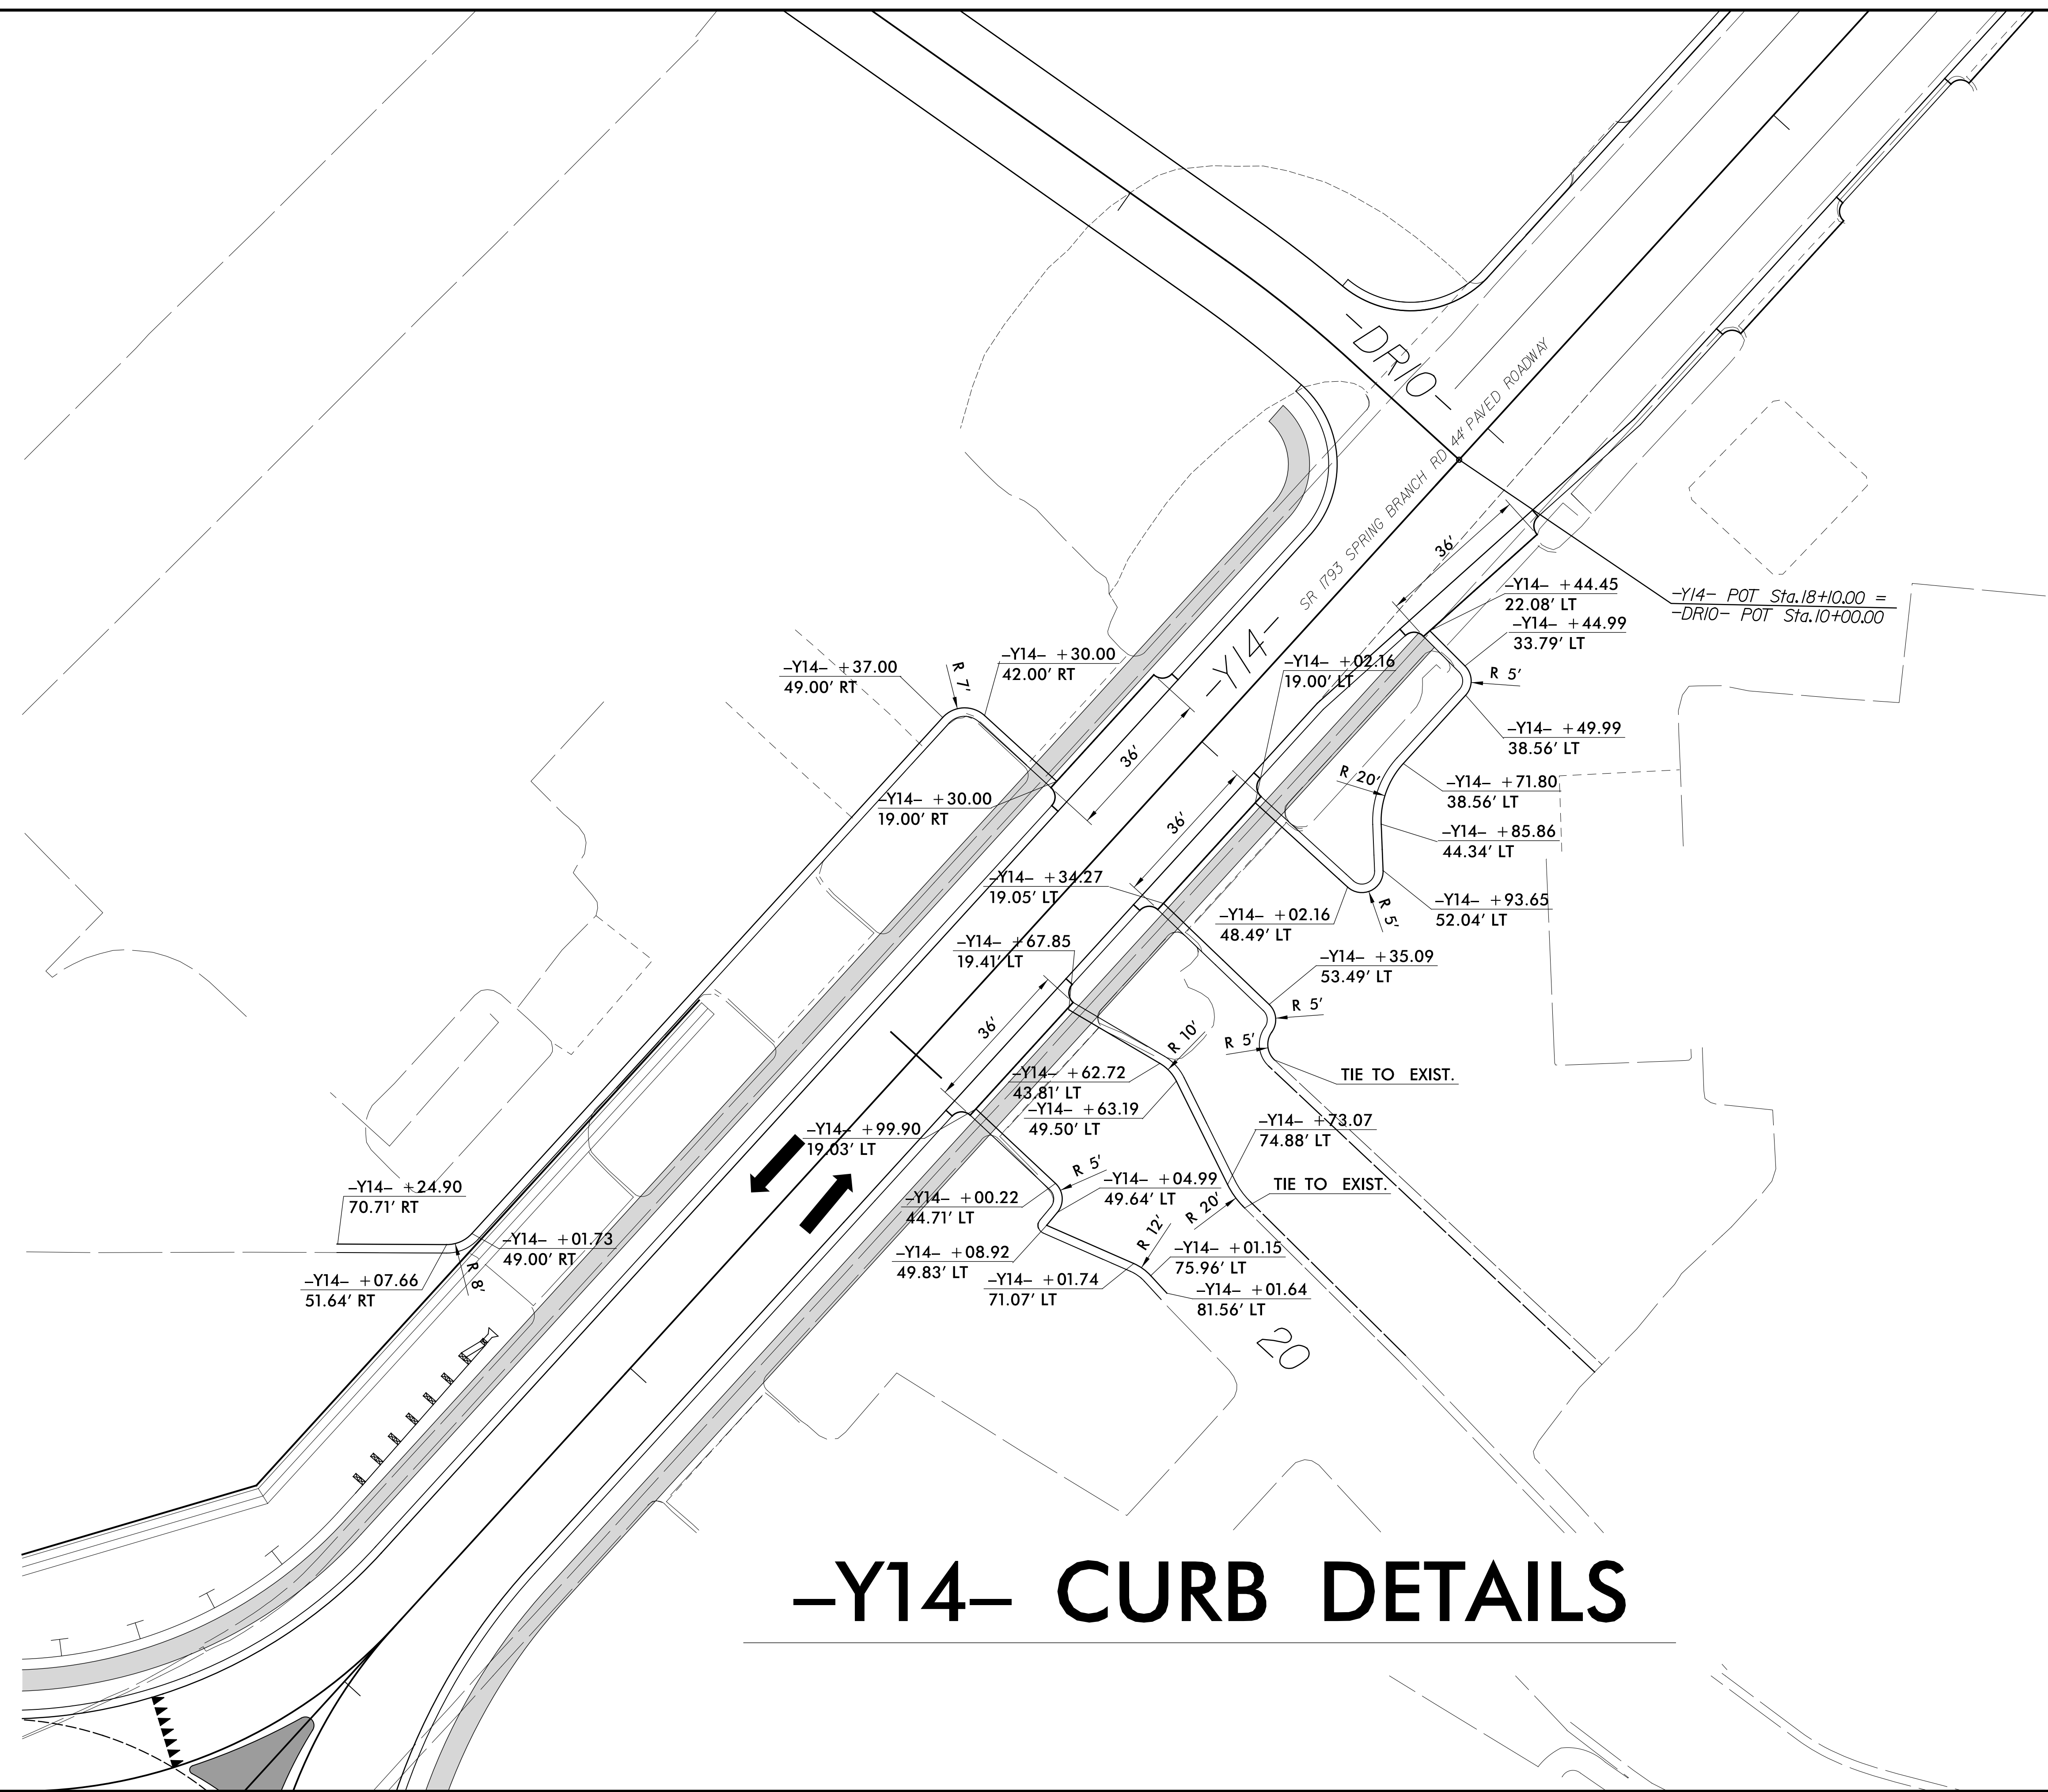 -DR10-
SR 1793 SPRING BRANCH RD 44' PAVED ROADWAY
36'
-Y14- +44.45
22.08' LT
-Y14- POT Sta. 18+10.00 =
-DR10- POT Sta. 10+00.00
-Y14- +44.99
33.79' LT
-Y14-
-Y14- +30.00
42.00' RT
R 7'
-Y14- +37.00
49.00' RT
-Y14- +02.16
19.00' LT
R 5'
-Y14- +49.99
38.56' LT
36'
R 20'
-Y14- +71.80
38.56' LT
-Y14- +30.00
19.00' RT
36'
-Y14- +85.86
44.34' LT
-Y14- +34.27
19.05' LT
-Y14- +93.65
52.04' LT
R 5'
-Y14- +02.16
48.49' LT
-Y14- +67.85
19.41' LT
-Y14- +35.09
53.49' LT
R 5'
36'
R 10'
R 5'
TIE TO EXIST.
-Y14- +62.72
43.81' LT
-Y14- +63.19
49.50' LT
-Y14- +73.07
74.88' LT
-Y14- +99.90
19.03' LT
R 5'
-Y14- +04.99
49.64' LT
TIE TO EXIST.
-Y14- +24.90
70.71' RT
-Y14- +00.22
44.71' LT
R 20'
R 12'
-Y14- +01.73
49.00' RT
-Y14- +08.92
49.83' LT
-Y14- +01.15
75.96' LT
-Y14- +07.66
51.64' RT
R 8'
-Y14- +01.74
71.07' LT
-Y14- +01.64
81.56' LT
20
-Y14- CURB DETAILS